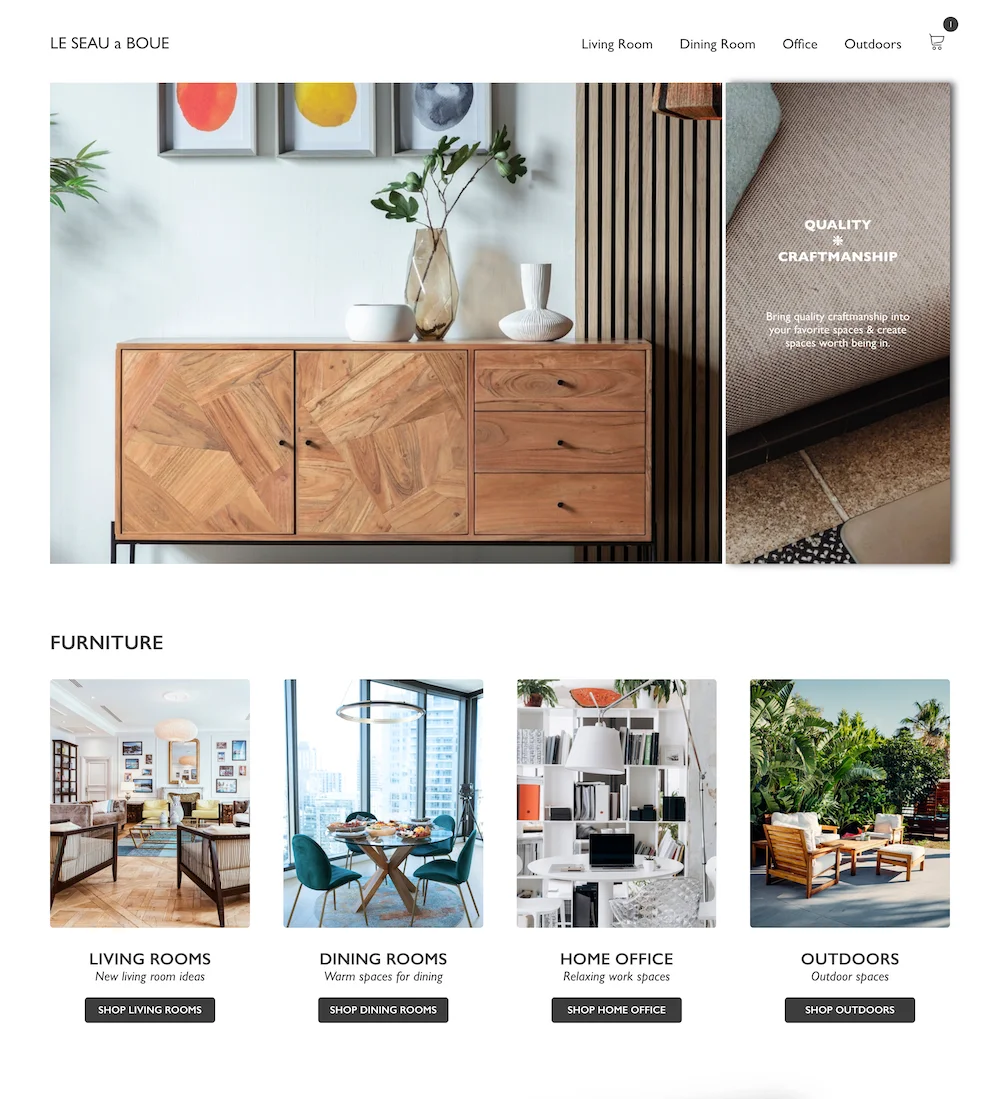 LE SEAU a BOUE
Living Room
Dining Room
Office
Outdoors
1
QUALITY
❉
CRAFTMANSHIP
Bring quality craftmanship into
your favorite spaces & create
spaces worth being in.
FURNITURE
LIVING ROOMS
New living room ideas
SHOP LIVING ROOMS
DINING ROOMS
Warm spaces for dining
SHOP DINING ROOMS
HOME OFFICE
Relaxing work spaces
SHOP HOME OFFICE
OUTDOORS
Outdoor spaces
SHOP OUTDOORS